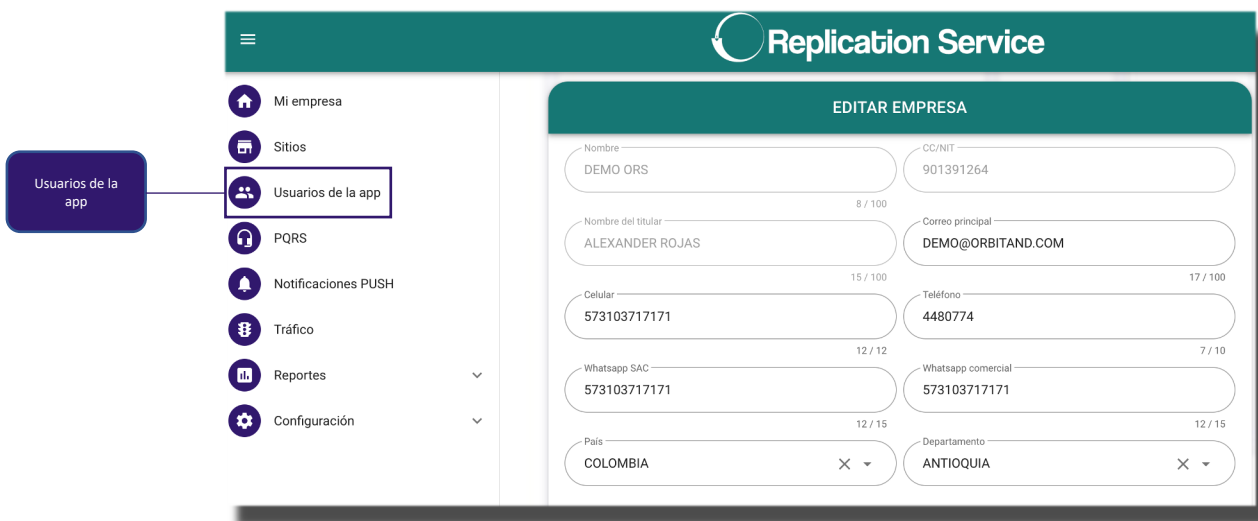 Replication Service
Usuarios de la
app
Mi empresa
Sitios
Usuarios de la app
PQRS
Notificaciones PUSH
Tráfico
Reportes
Configuración
EDITAR EMPRESA
Nombre
DEMO ORS
8 / 100
CC/NIT
901391264
Nombre del titular
ALEXANDER ROJAS
15 / 100
Correo principal
DEMO@ORBITAND.COM
17 / 100
Celular
573103717171
12 / 12
Teléfono
4480774
7 / 10
Whatsapp SAC
573103717171
12 / 15
Whatsapp comercial
573103717171
12 / 15
País
COLOMBIA
Departamento
ANTIOQUIA